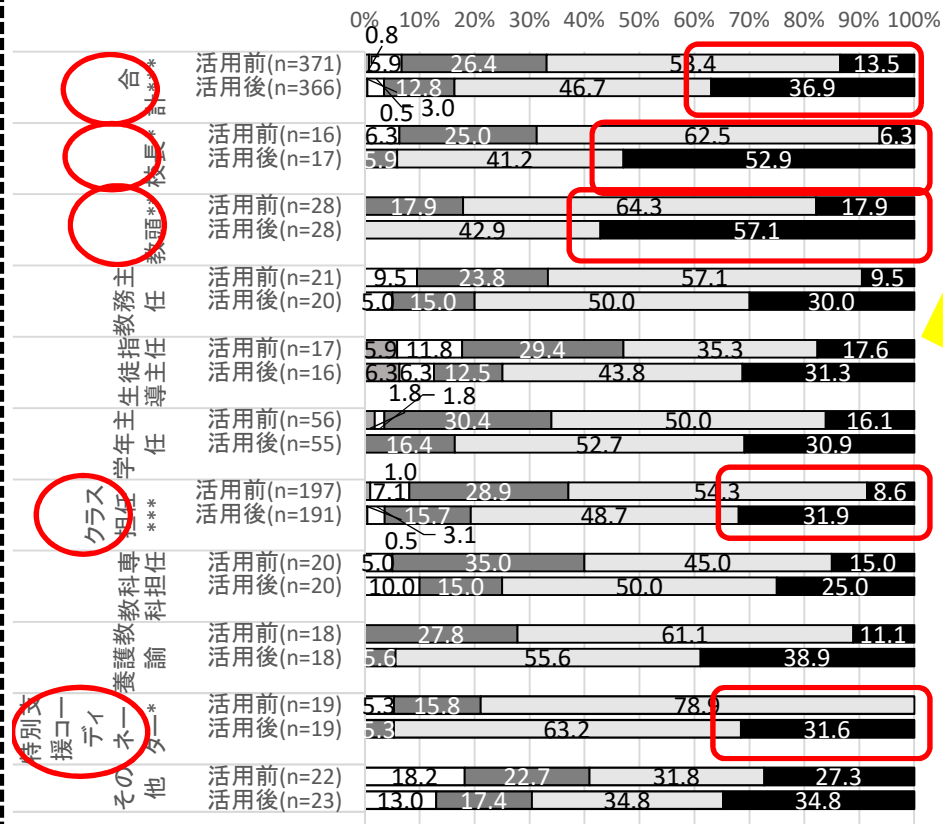 0% 10% 20% 30% 40% 50% 60% 70% 80% 90% 100%
0.8
合計***
活用前(n=371) 5.9 26.4 53.4 13.5
活用後(n=366) 12.8 46.7 36.9
0.5 3.0
校長*
活用前(n=16) 6.3 25.0 62.5 6.3
活用後(n=17) 5.9 41.2 52.9
教頭**
活用前(n=28) 17.9 64.3 17.9
活用後(n=28) 42.9 57.1
教務主任
活用前(n=21) 9.5 23.8 57.1 9.5
活用後(n=20) 5.0 15.0 50.0 30.0
生徒指導主任
活用前(n=17) 5.9 11.8 29.4 35.3 17.6
活用後(n=16) 6.3 6.3 12.5 43.8 31.3
1.8 1.8
学年主任
活用前(n=56) 30.4 50.0 16.1
活用後(n=55) 16.4 52.7 30.9
1.0
クラス担任***
活用前(n=197) 7.1 28.9 54.3 8.6
活用後(n=191) 15.7 48.7 31.9
0.5 3.1
教科専科担任
活用前(n=20) 5.0 35.0 45.0 15.0
活用後(n=20) 10.0 15.0 50.0 25.0
養護教諭
活用前(n=18) 27.8 61.1 11.1
活用後(n=18) 5.6 55.6 38.9
特別支援コーディネーター*
活用前(n=19) 5.3 15.8 78.9
活用後(n=19) 5.3 63.2 31.6
その他
活用前(n=22) 18.2 22.7 31.8 27.3
活用後(n=23) 13.0 17.4 34.8 34.8